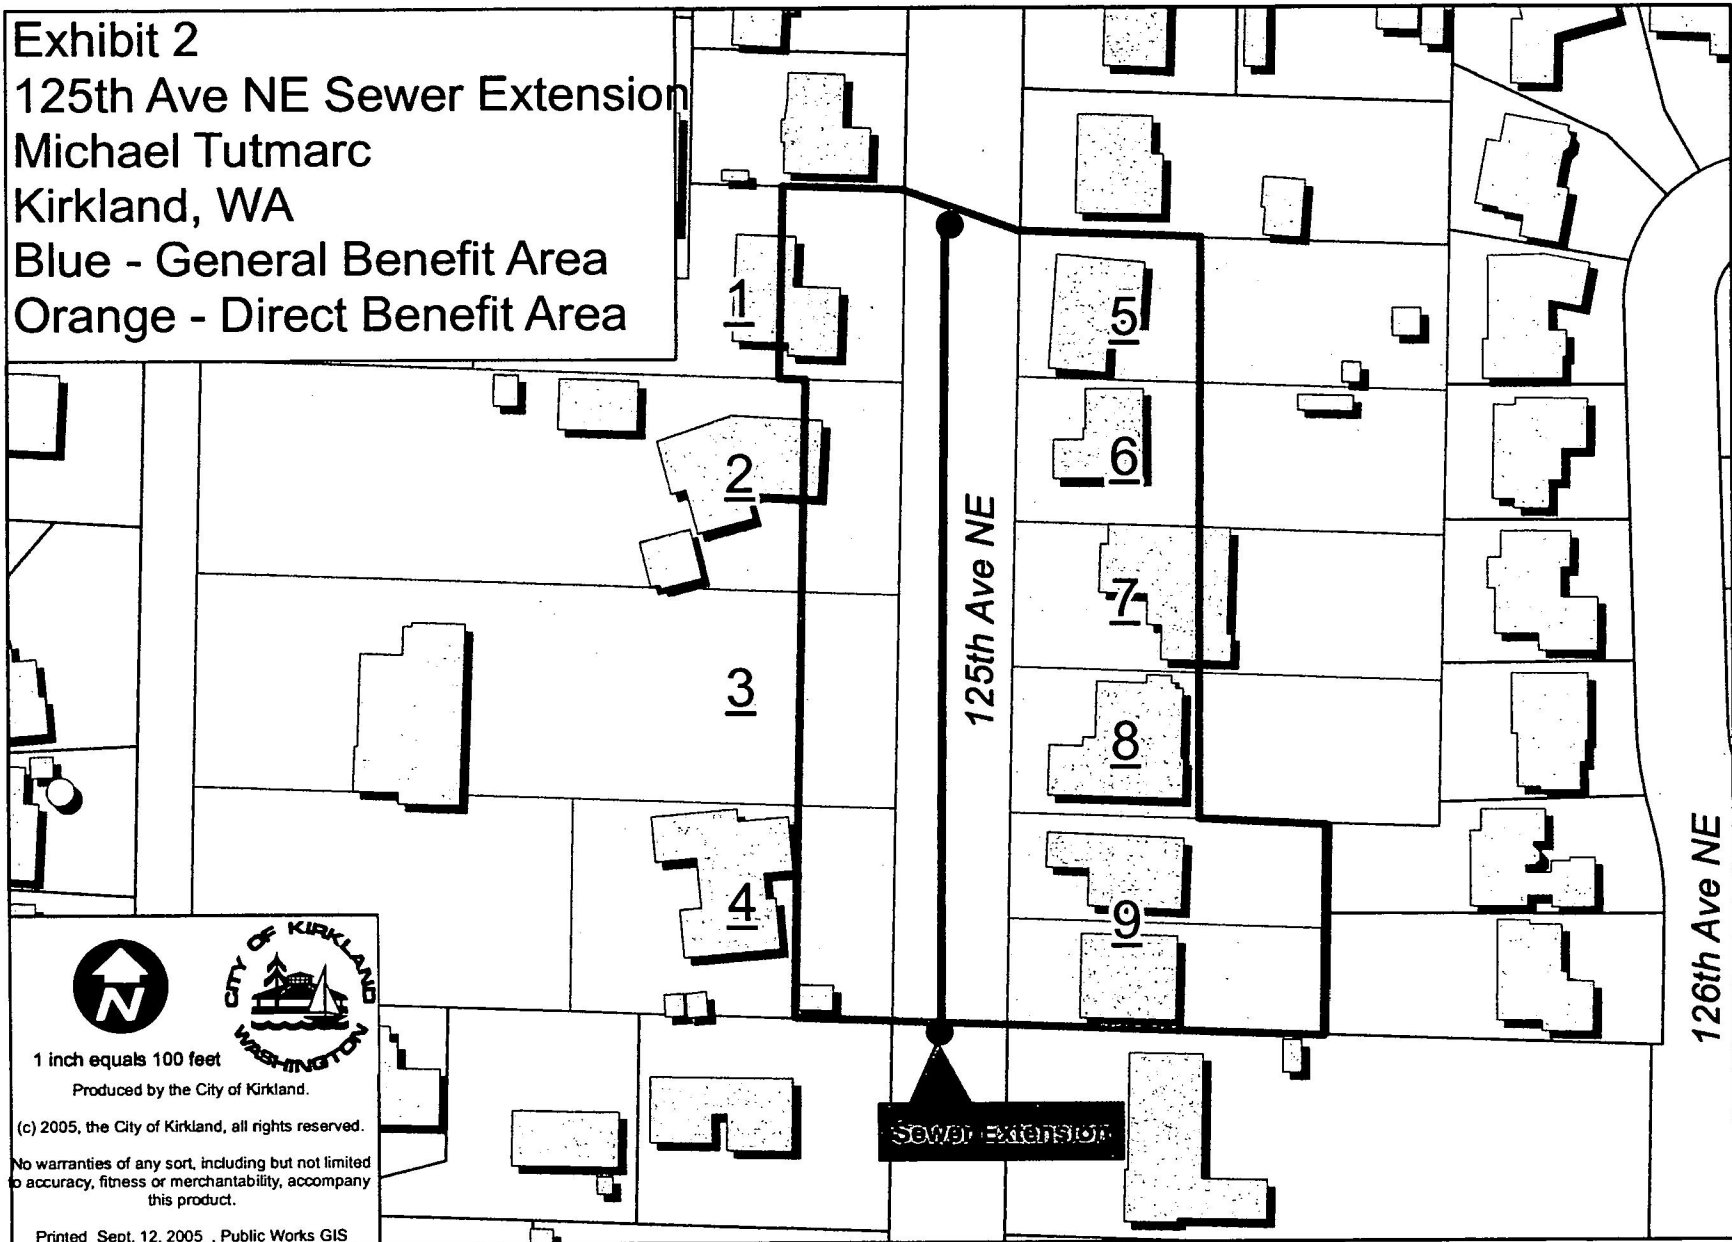 Exhibit 2
125th Ave NE Sewer Extension
Michael Tutmarc
Kirkland, WA
Blue - General Benefit Area
Orange - Direct Benefit Area
1
2
3
4
5
6
7
8
9
125th Ave NE
126th Ave NE
Sewer Extension
N
CITY OF KIRKLAND
WASHINGTON
1 inch equals 100 feet
Produced by the City of Kirkland.
(c) 2005, the City of Kirkland, all rights reserved.
No warranties of any sort, including but not limited
to accuracy, fitness or merchantability, accompany
this product.
Printed Sept. 12, 2005 . Public Works GIS